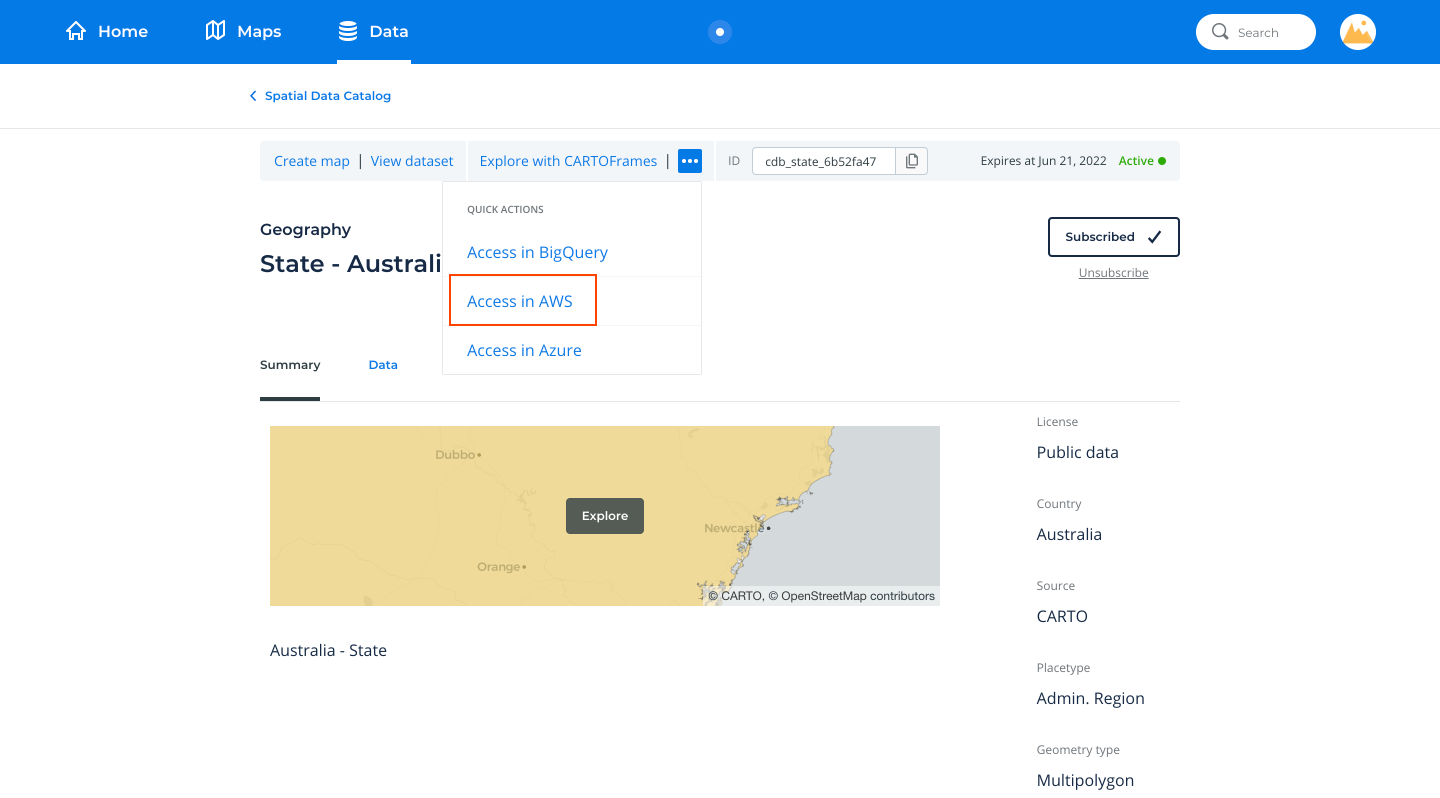 Home Maps Data Search
Spatial Data Catalog
Create map | View dataset Explore with CARTOFrames | ID cdb_state_6b52fa47 Expires at Jun 21, 2022 Active
QUICK ACTIONS
Access in BigQuery
Access in AWS
Access in Azure
Geography
State - Australi
Subscribed
Unsubscribe
Summary Data
Dubbo
Explore
Newcastle
Orange
© CARTO, © OpenStreetMap contributors
Australia - State
License
Public data
Country
Australia
Source
CARTO
Placetype
Admin. Region
Geometry type
Multipolygon